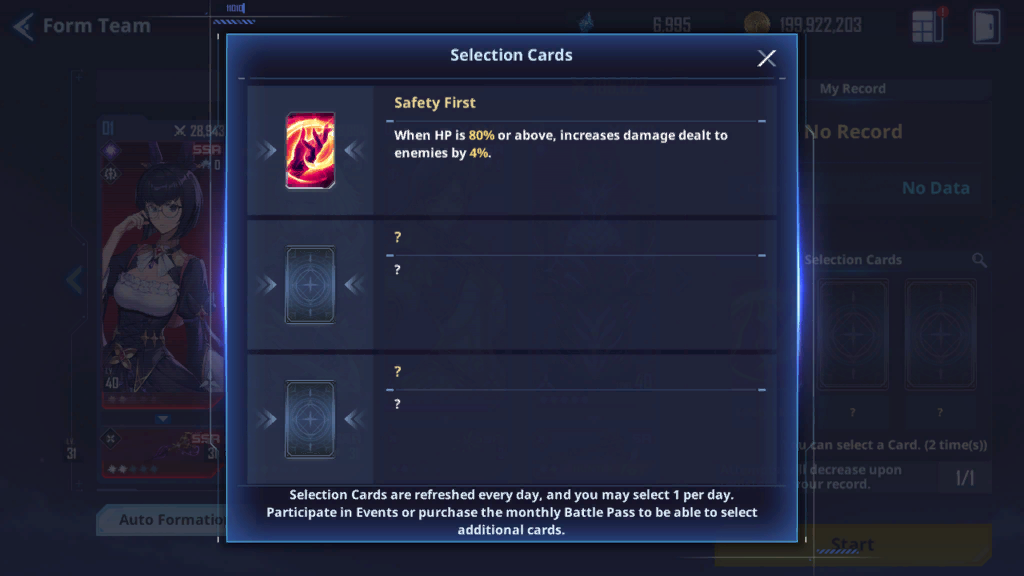 Form Team
6,995
199,922,203
Selection Cards
My Record
Safety First
When HP is 80% or above, increases damage dealt to
enemies by 4%.
No Record
No Data
01
28,943
SSR
0
?
?
Selection Cards
?
?
?
?
40
SSR
31
31
u can select a Card. (2 time(s))
ll decrease upon
our record.
1/1
Selection Cards are refreshed every day, and you may select 1 per day.
Participate in Events or purchase the monthly Battle Pass to be able to select
additional cards.
Auto Formation
Start